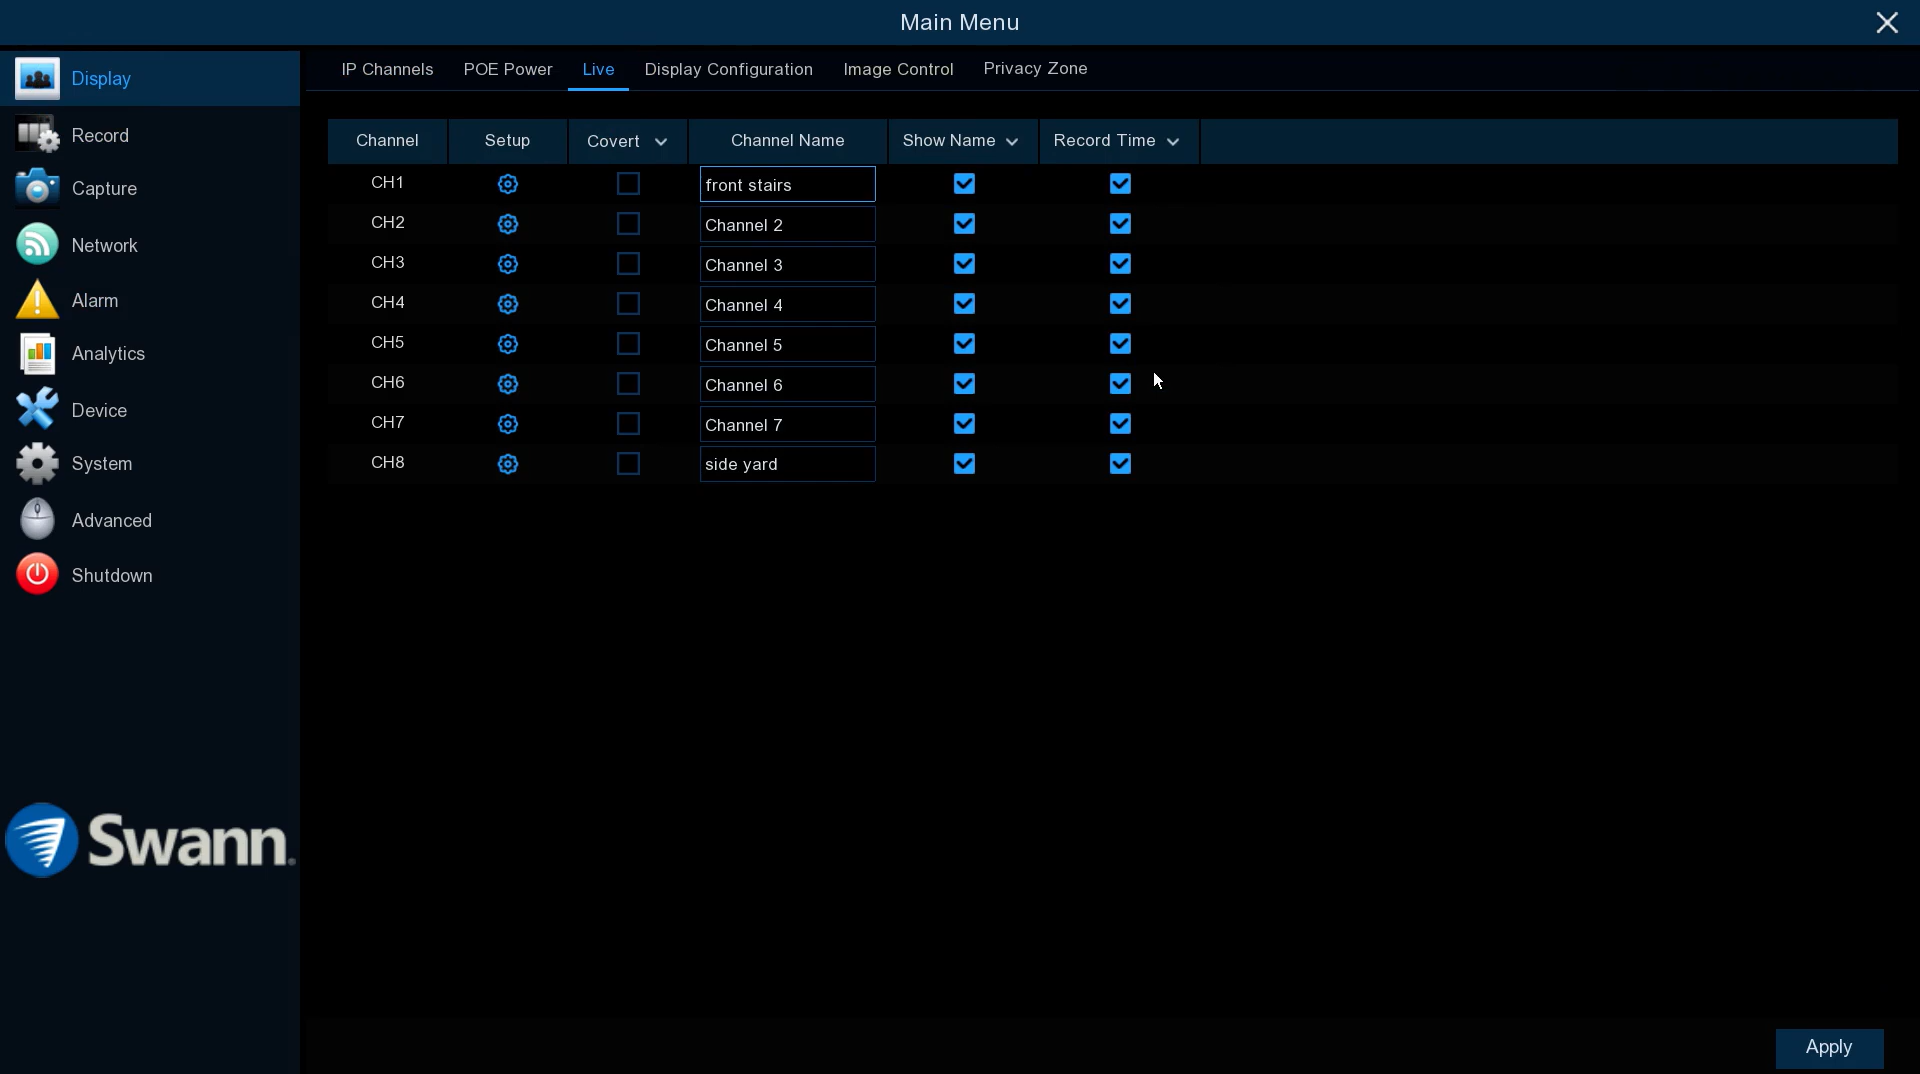 Main Menu
Display
Record
Capture
Network
Alarm
Analytics
Device
System
Advanced
Shutdown
Swann
IP Channels POE Power Live Display Configuration Image Control Privacy Zone
Channel Setup Covert Channel Name Show Name Record Time
CH1 front stairs
CH2 Channel 2
CH3 Channel 3
CH4 Channel 4
CH5 Channel 5
CH6 Channel 6
CH7 Channel 7
CH8 side yard
Apply